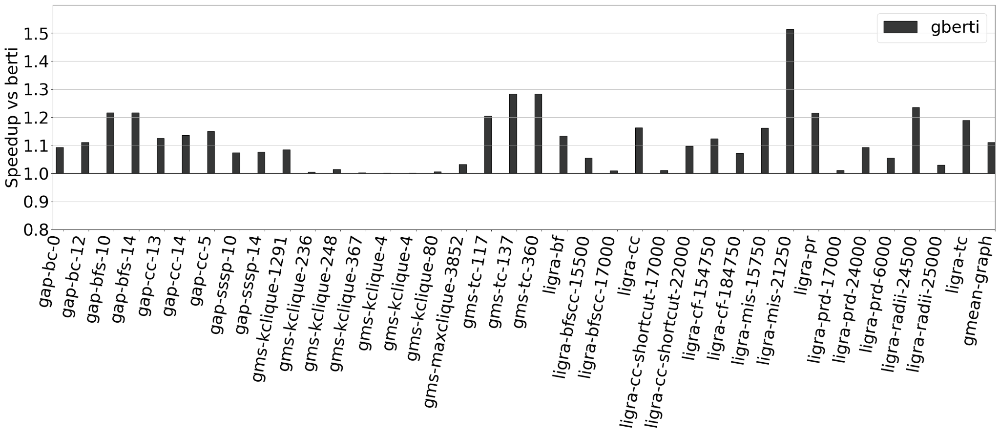 gberti
Speedup vs berti
1.5
1.4
1.3
1.2
1.1
1.0
0.9
0.8
gap-bc-0
gap-bc-12
gap-bfs-10
gap-bfs-14
gap-cc-13
gap-cc-14
gap-cc-5
gap-sssp-10
gap-sssp-14
gms-kclique-1291
gms-kclique-236
gms-kclique-248
gms-kclique-367
gms-kclique-4
gms-kclique-4
gms-kclique-80
gms-maxclique-3852
gms-tc-117
gms-tc-137
gms-tc-360
ligra-bf
ligra-bfscc-15500
ligra-bfscc-17000
ligra-cc
ligra-cc-shortcut-17000
ligra-cc-shortcut-22000
ligra-cf-1547750
ligra-cf-1847500
ligra-mis-15750
ligra-mis-21250
ligra-pr
ligra-prd-17000
ligra-prd-24000
ligra-prd-6000
ligra-radii-24500
ligra-radii-25000
ligra-tc
gmean-graph